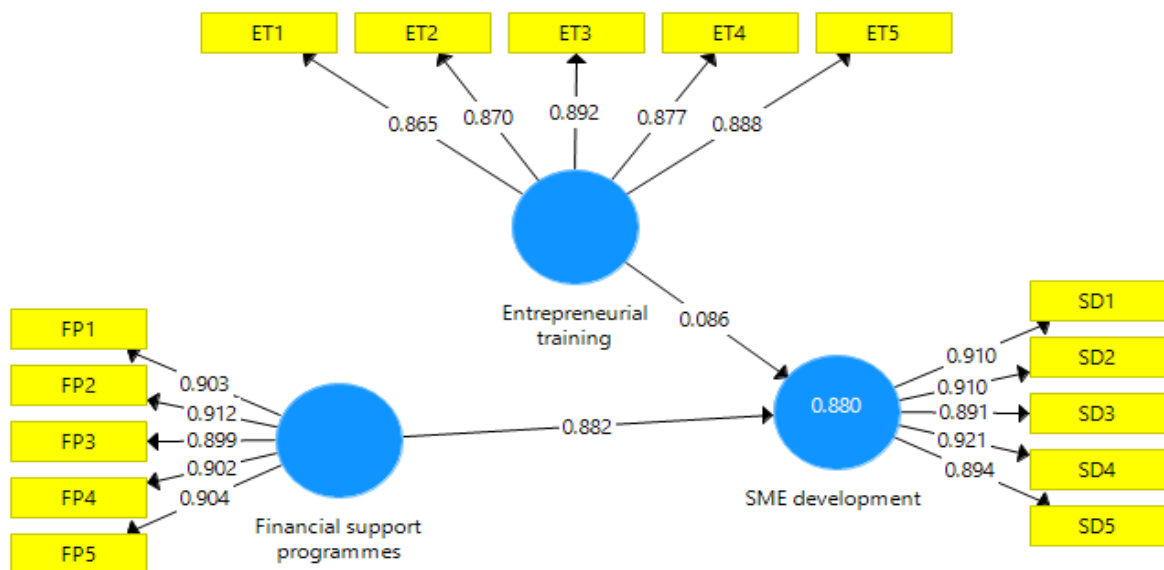 ET1
ET2
ET3
ET4
ET5
0.865
0.870
0.892
0.877
0.888
Entrepreneurial
training
0.086
FP1
FP2
FP3
FP4
FP5
0.903
0.912
0.899
0.902
0.904
Financial support
programmes
0.882
0.880
SME development
0.910
0.910
0.891
0.921
0.894
SD1
SD2
SD3
SD4
SD5